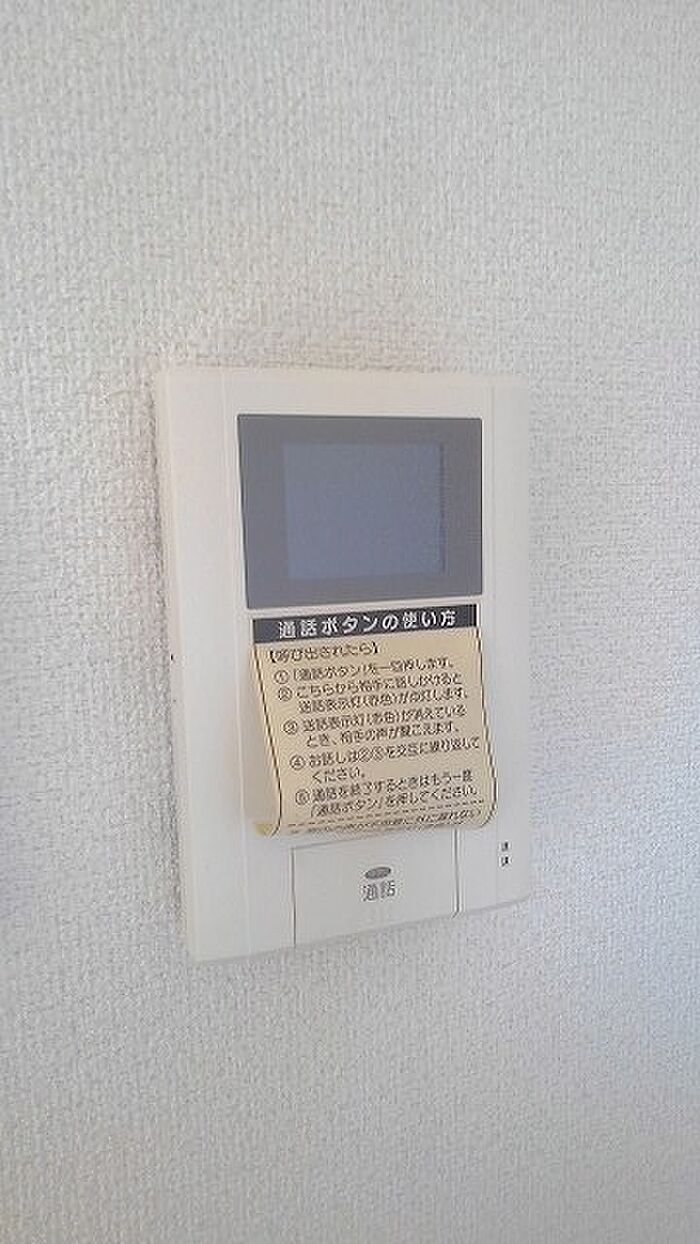 通話ボタンの使い方
【呼び出されたら】
①「通話ボタン」を一回押します。
②こちらから相手に話しかけると
送話表示灯(赤色)が点灯します。
③送話表示灯(赤色)が消えている
とき、相手の声が聞こえます。
④お話しは②③を交互に繰り返して
ください。
⑤通話を終了するときはもう一度
「通話ボタン」を押してください。
通話